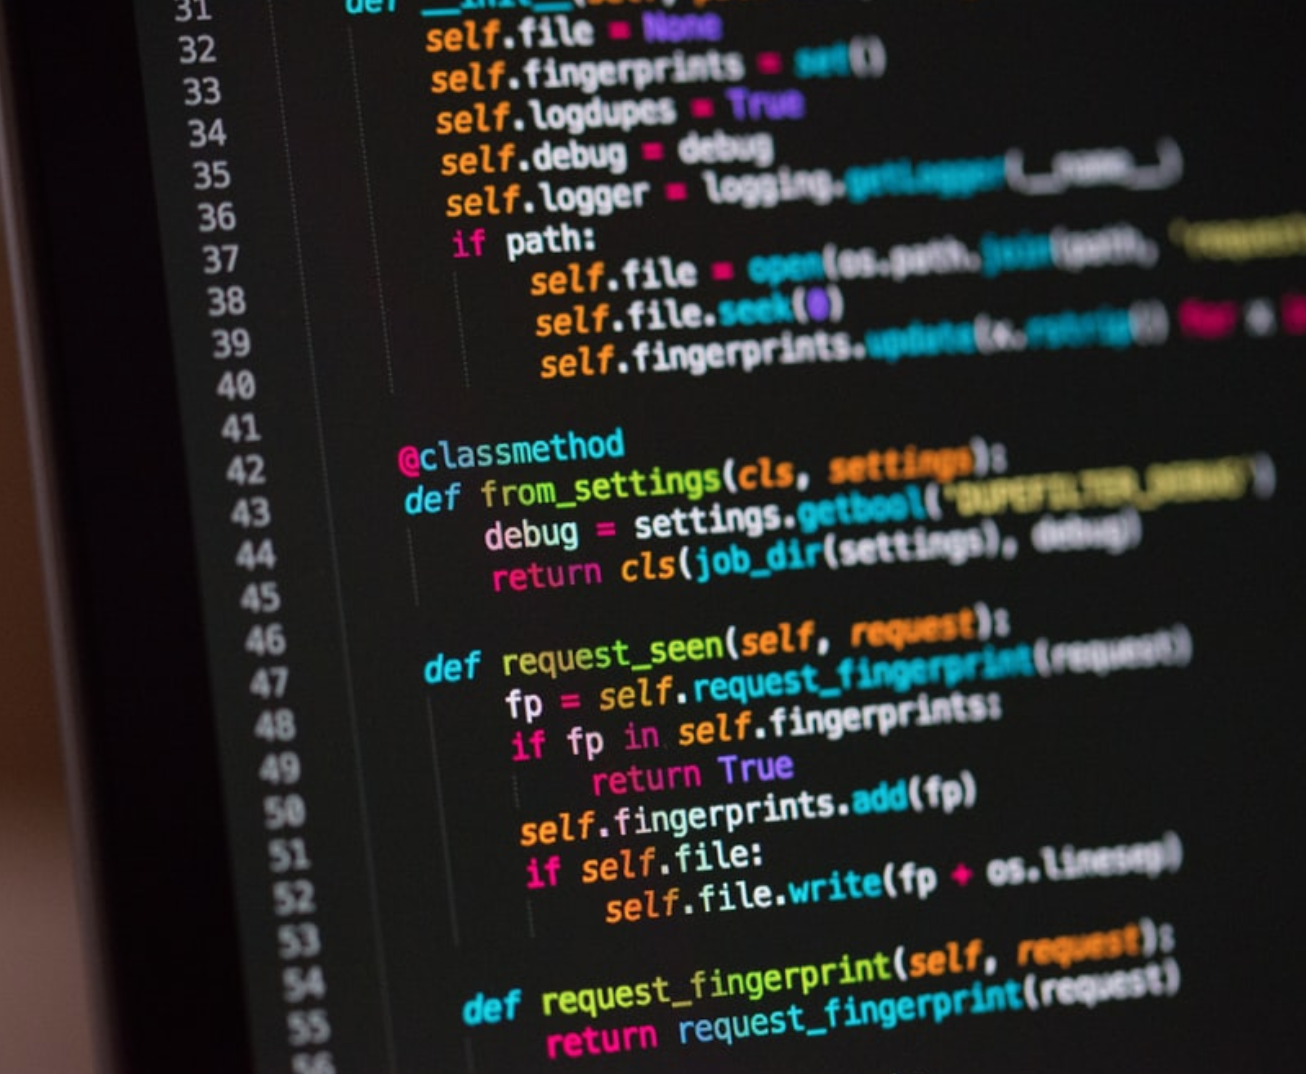 31 def __init__(self,
32 self.file = None
33 self.fingerprints = set()
34 self.logdupes = True
35 self.debug = debug
36 self.logger = logging.getLogger(__name__)
37 if path:
38 self.file = open(os.path.join(path, 'request
39 self.file.seek(0)
40 self.fingerprints.update(x.rstrip() for x
41
42 @classmethod
43 def from_settings(cls, settings):
44 debug = settings.getbool('DUPEFILTER_DEBUG')
45 return cls(job_dir(settings), debug)
46
47 def request_seen(self, request):
48 fp = self.request_fingerprint(request)
49 if fp in self.fingerprints:
50 return True
51 self.fingerprints.add(fp)
52 if self.file:
53 self.file.write(fp + os.linesep)
54
55 def request_fingerprint(self, request):
56 return request_fingerprint(request)